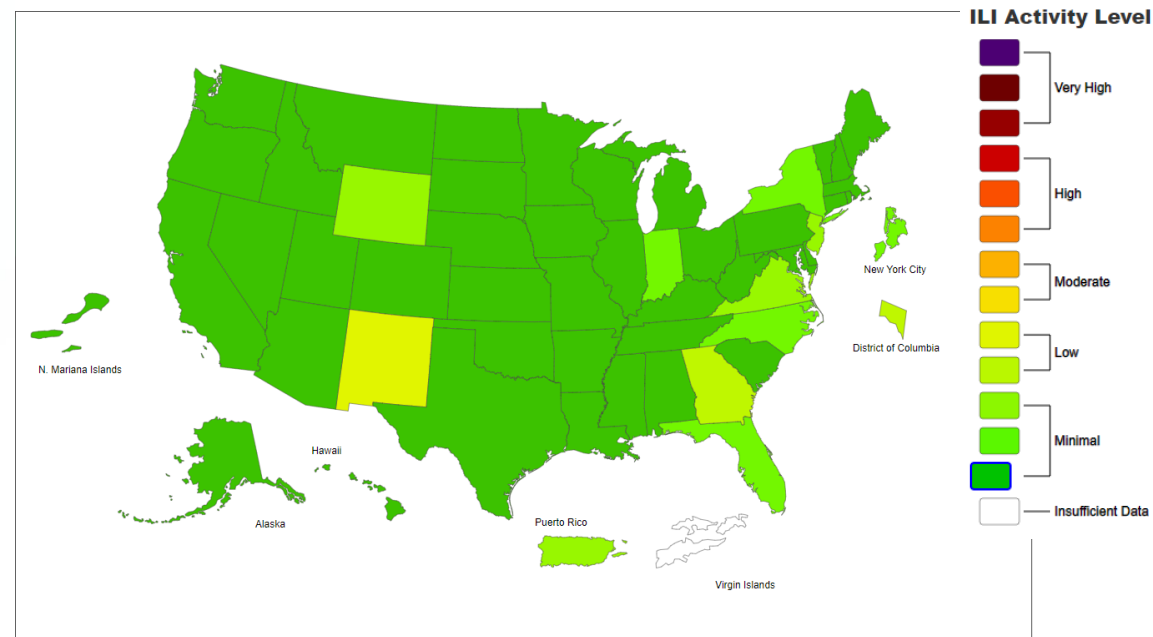 ILI Activity Level
Very High
High
Moderate
Low
Minimal
Insufficient Data
New York City
District of Columbia
N. Mariana Islands
Hawaii
Alaska
Puerto Rico
Virgin Islands